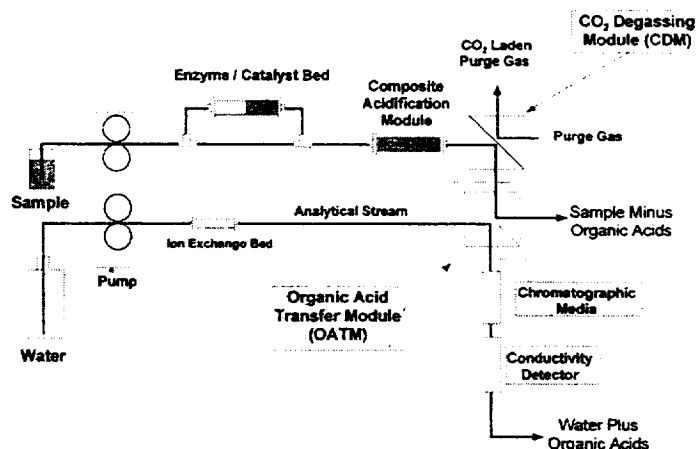 CO₂ Degassing
Module (CDM)
CO₂ Laden
Purge Gas
Enzyme / Catalyst Bed
Composite
Acidification
Module
Pump
Purge Gas
Sample
Analytical Stream
Sample Minus
Organic Acids
Ion Exchange Bed
Pump
Organic Acid
Transfer Module
(OATM)
Chromatographic
Media
Water
Conductivity
Detector
Water Plus
Organic Acids